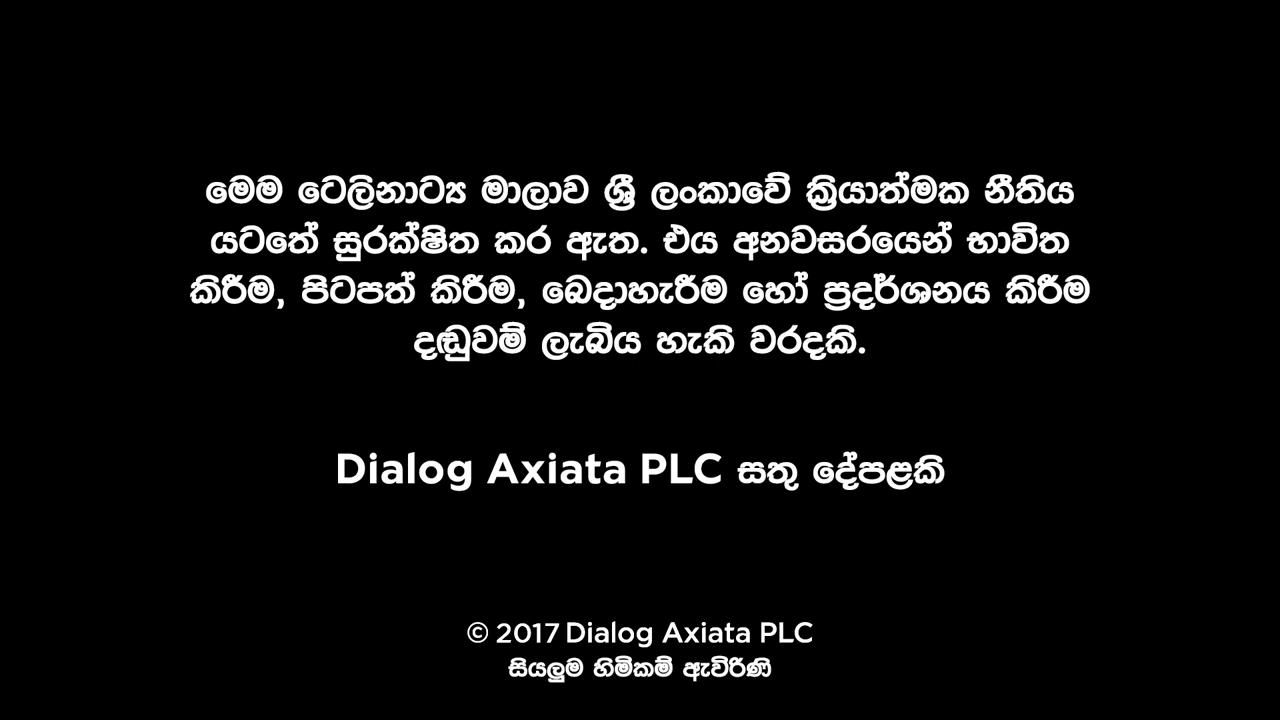 මෙම ටෙලිනාට්‍ය මාලාව ශ්‍රී ලංකාවේ ක්‍රියාත්මක නීතිය
යටතේ සුරක්ෂිත කර ඇත. එය අනවසරයෙන් භාවිත
කිරීම, පිටපත් කිරීම, බෙදාහැරීම හෝ ප්‍රදර්ශනය කිරීම
දඬුවම් ලැබිය හැකි වරදකි.
Dialog Axiata PLC සතු දේපළකි
© 2017 Dialog Axiata PLC
සියලුම හිමිකම් ඇවිරිණි